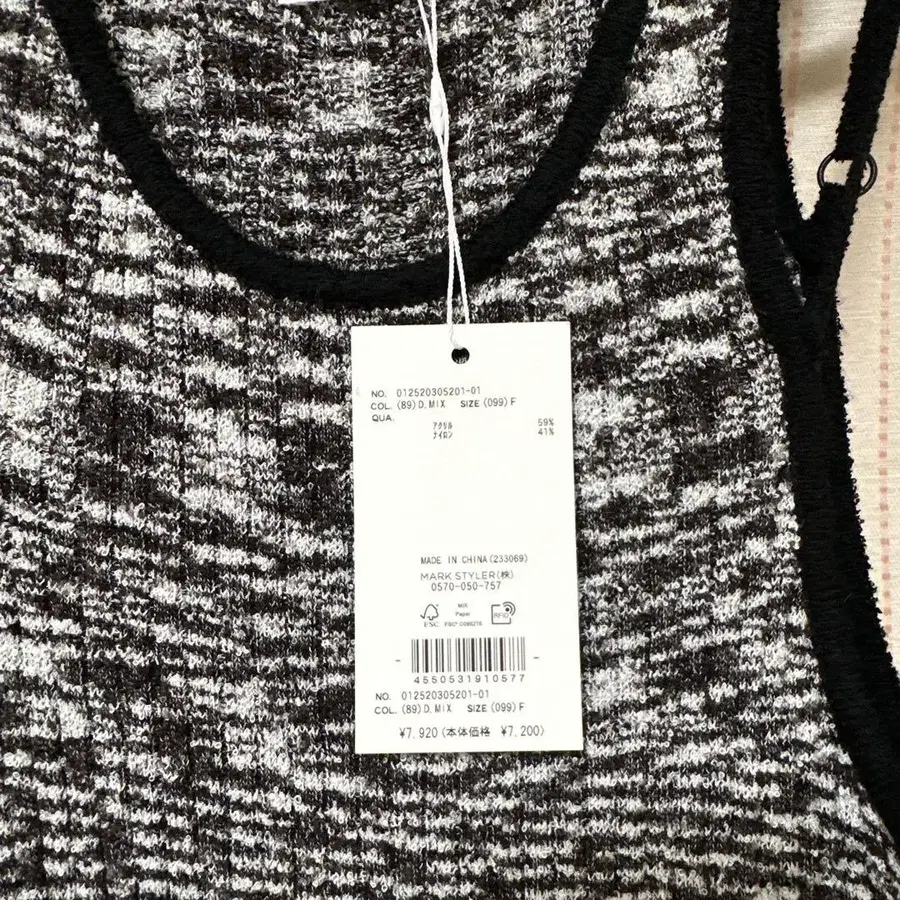 NO. 012520305201-01
COL. (89) D.MIX SIZE (099) F
QUA.
アクリル 59%
ナイロン 41%
MADE IN CHINA (233069)
MARK STYLER(株)
0570-050-757
FSC
MIX
Paper
FSC® C095216
RFID
4550531910577
NO. 012520305201-01
COL. (89) D.MIX SIZE (099) F
¥7,920〈本体価格 ¥7,200〉